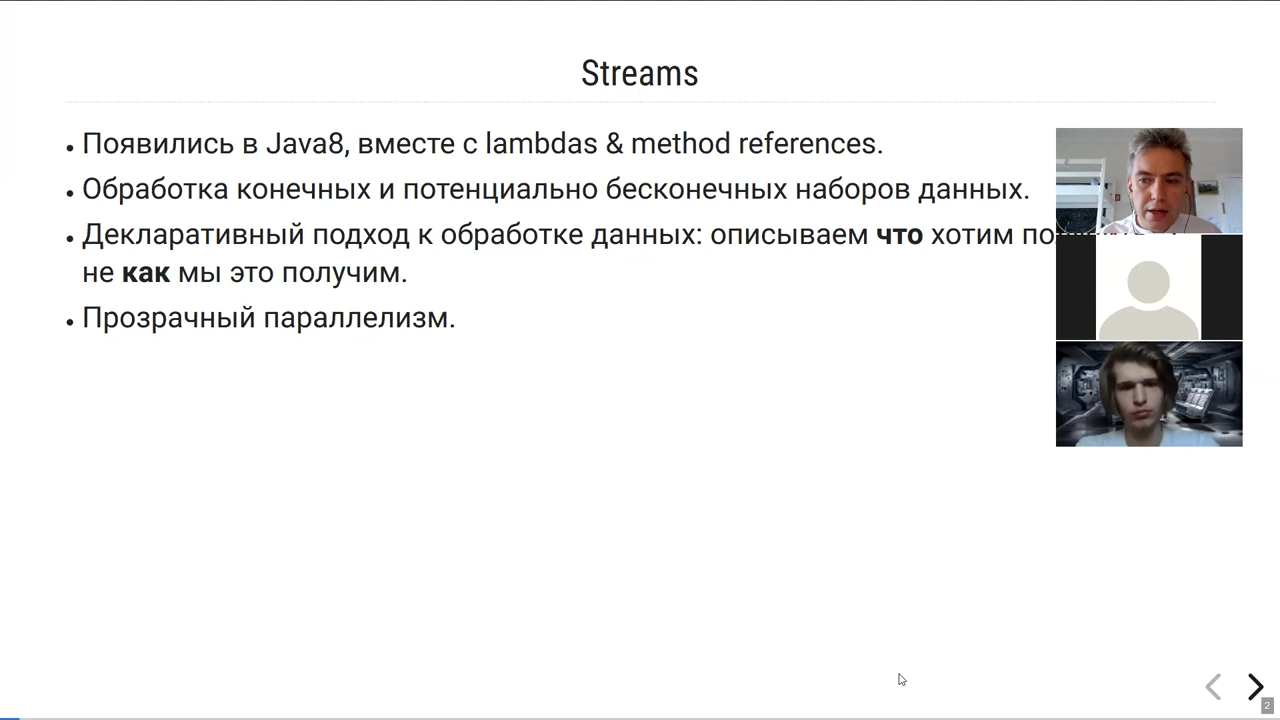 Streams
• Появились в Java8, вместе с lambdas & method references.
• Обработка конечных и потенциально бесконечных наборов данных.
• Декларативный подход к обработке данных: описываем что хотим
не как мы это получим.
• Прозрачный параллелизм.
2